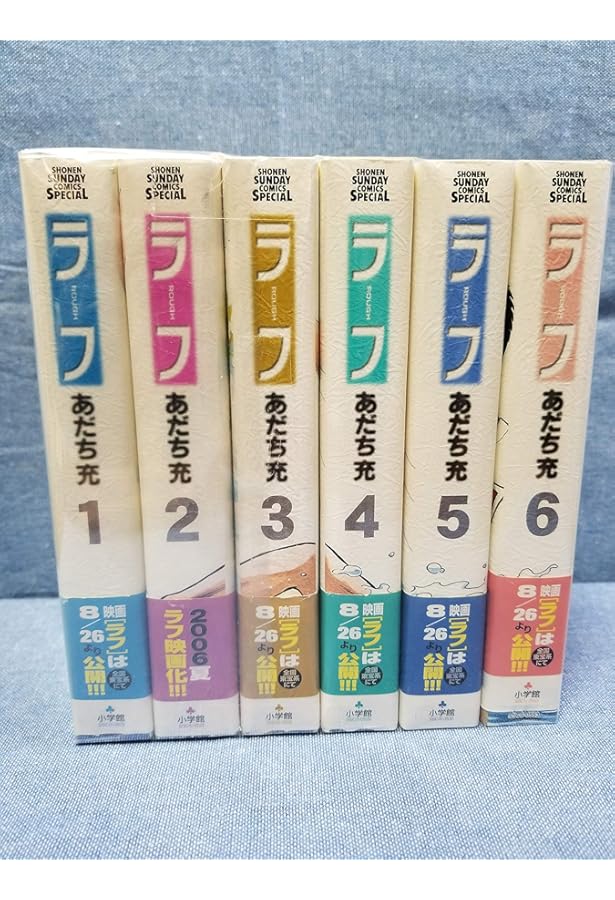 SHONEN
SUNDAY
COMICS
SPECIAL
ラフ
ROUGH
あだち充
1
映画[ラフ]は
8/26より公開!!!
全国東宝系にて
小学館
SHONEN
SUNDAY
COMICS
SPECIAL
ラフ
ROUGH
あだち充
2
2006夏
ラフ映画化!!!
小学館
SHONEN
SUNDAY
COMICS
SPECIAL
ラフ
ROUGH
あだち充
3
映画[ラフ]は
8/26より公開!!!
全国東宝系にて
小学館
SHONEN
SUNDAY
COMICS
SPECIAL
ラフ
ROUGH
あだち充
4
映画[ラフ]は
8/26より公開!!!
全国東宝系にて
小学館
SHONEN
SUNDAY
COMICS
SPECIAL
ラフ
ROUGH
あだち充
5
映画[ラフ]は
8/26より公開!!!
全国東宝系にて
小学館
SHONEN
SUNDAY
COMICS
SPECIAL
ラフ
ROUGH
あだち充
6
映画[ラフ]は
8/26より公開!!!
全国東宝系にて
小学館